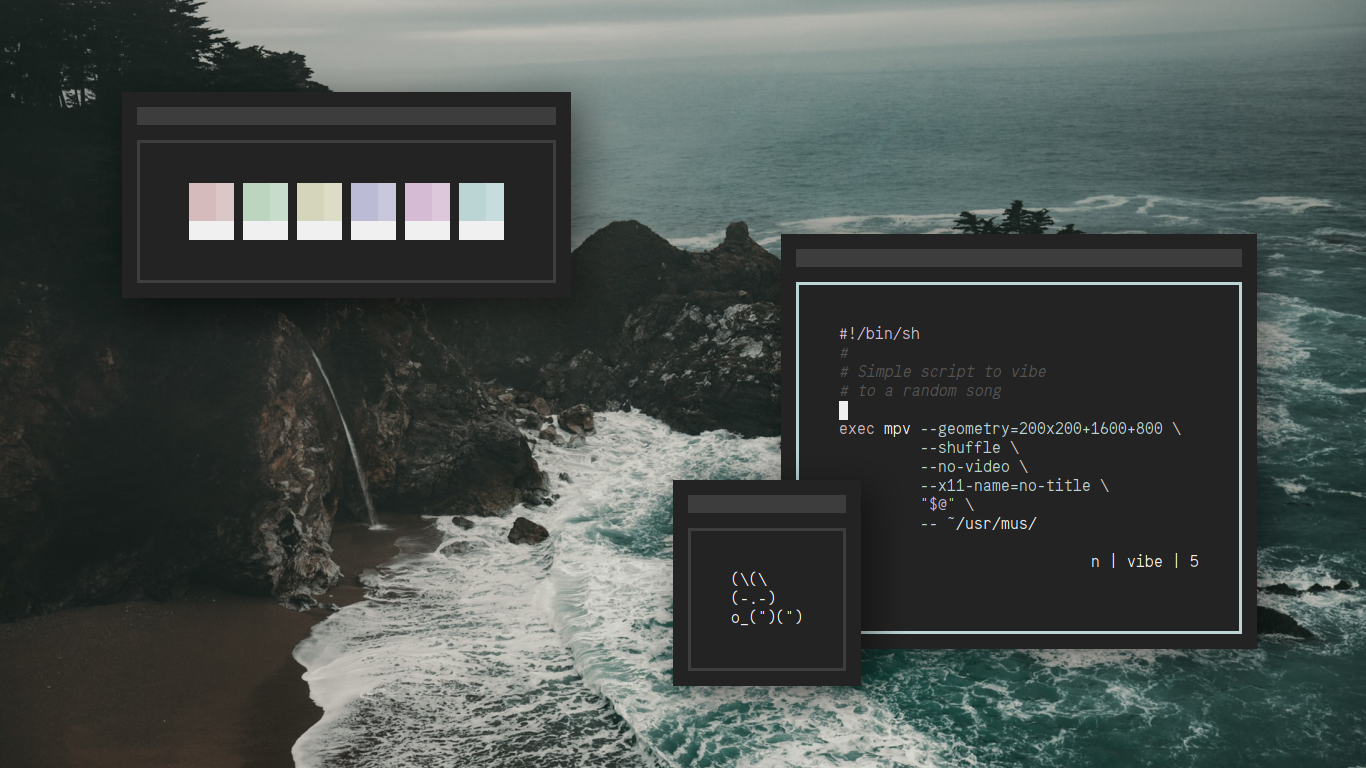 #!/bin/sh
#
# Simple script to vibe
# to a random song
exec mpv --geometry=200x200+1600+800 \
--shuffle \
--no-video \
--x11-name=no-title \
"$@" \
-- ~/usr/mus/
n | vibe | 5
(\(\
(-.-)
o_(")(")